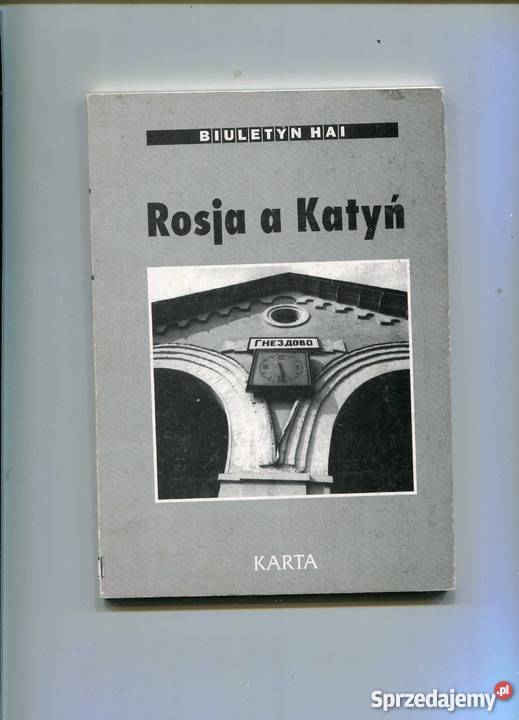 BIULETYN HAI
Rosja a Katyń
ГНЕЗДОВО
KARTA
Sprzedajemy.pl